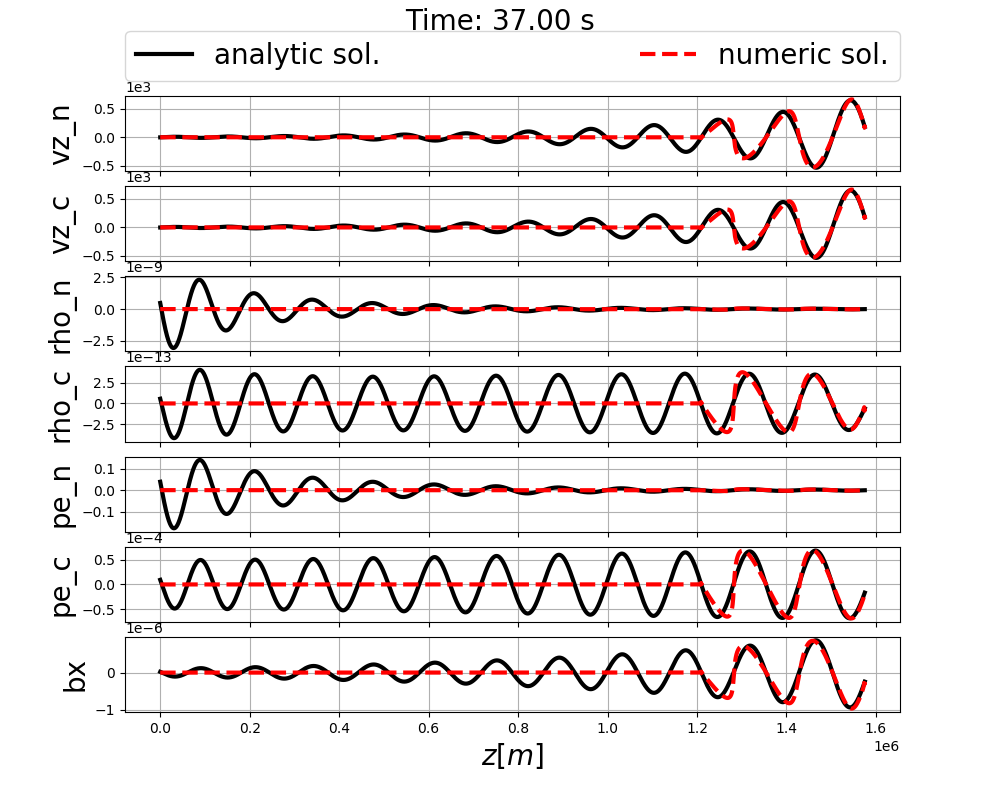 Time: 37.00 s
analytic sol. numeric sol.
1e3
vz_n
0.5
0.0
−0.5
1e3
vz_c
0.5
0.0
−0.5
1e−9
rho_n
2.5
0.0
−2.5
1e−13
rho_c
2.5
0.0
−2.5
pe_n
0.1
0.0
−0.1
1e−4
pe_c
0.5
0.0
−0.5
1e−6
bx
0
−1
0.0 0.2 0.4 0.6 0.8 1.0 1.2 1.4 1.6
1e6
z[m]